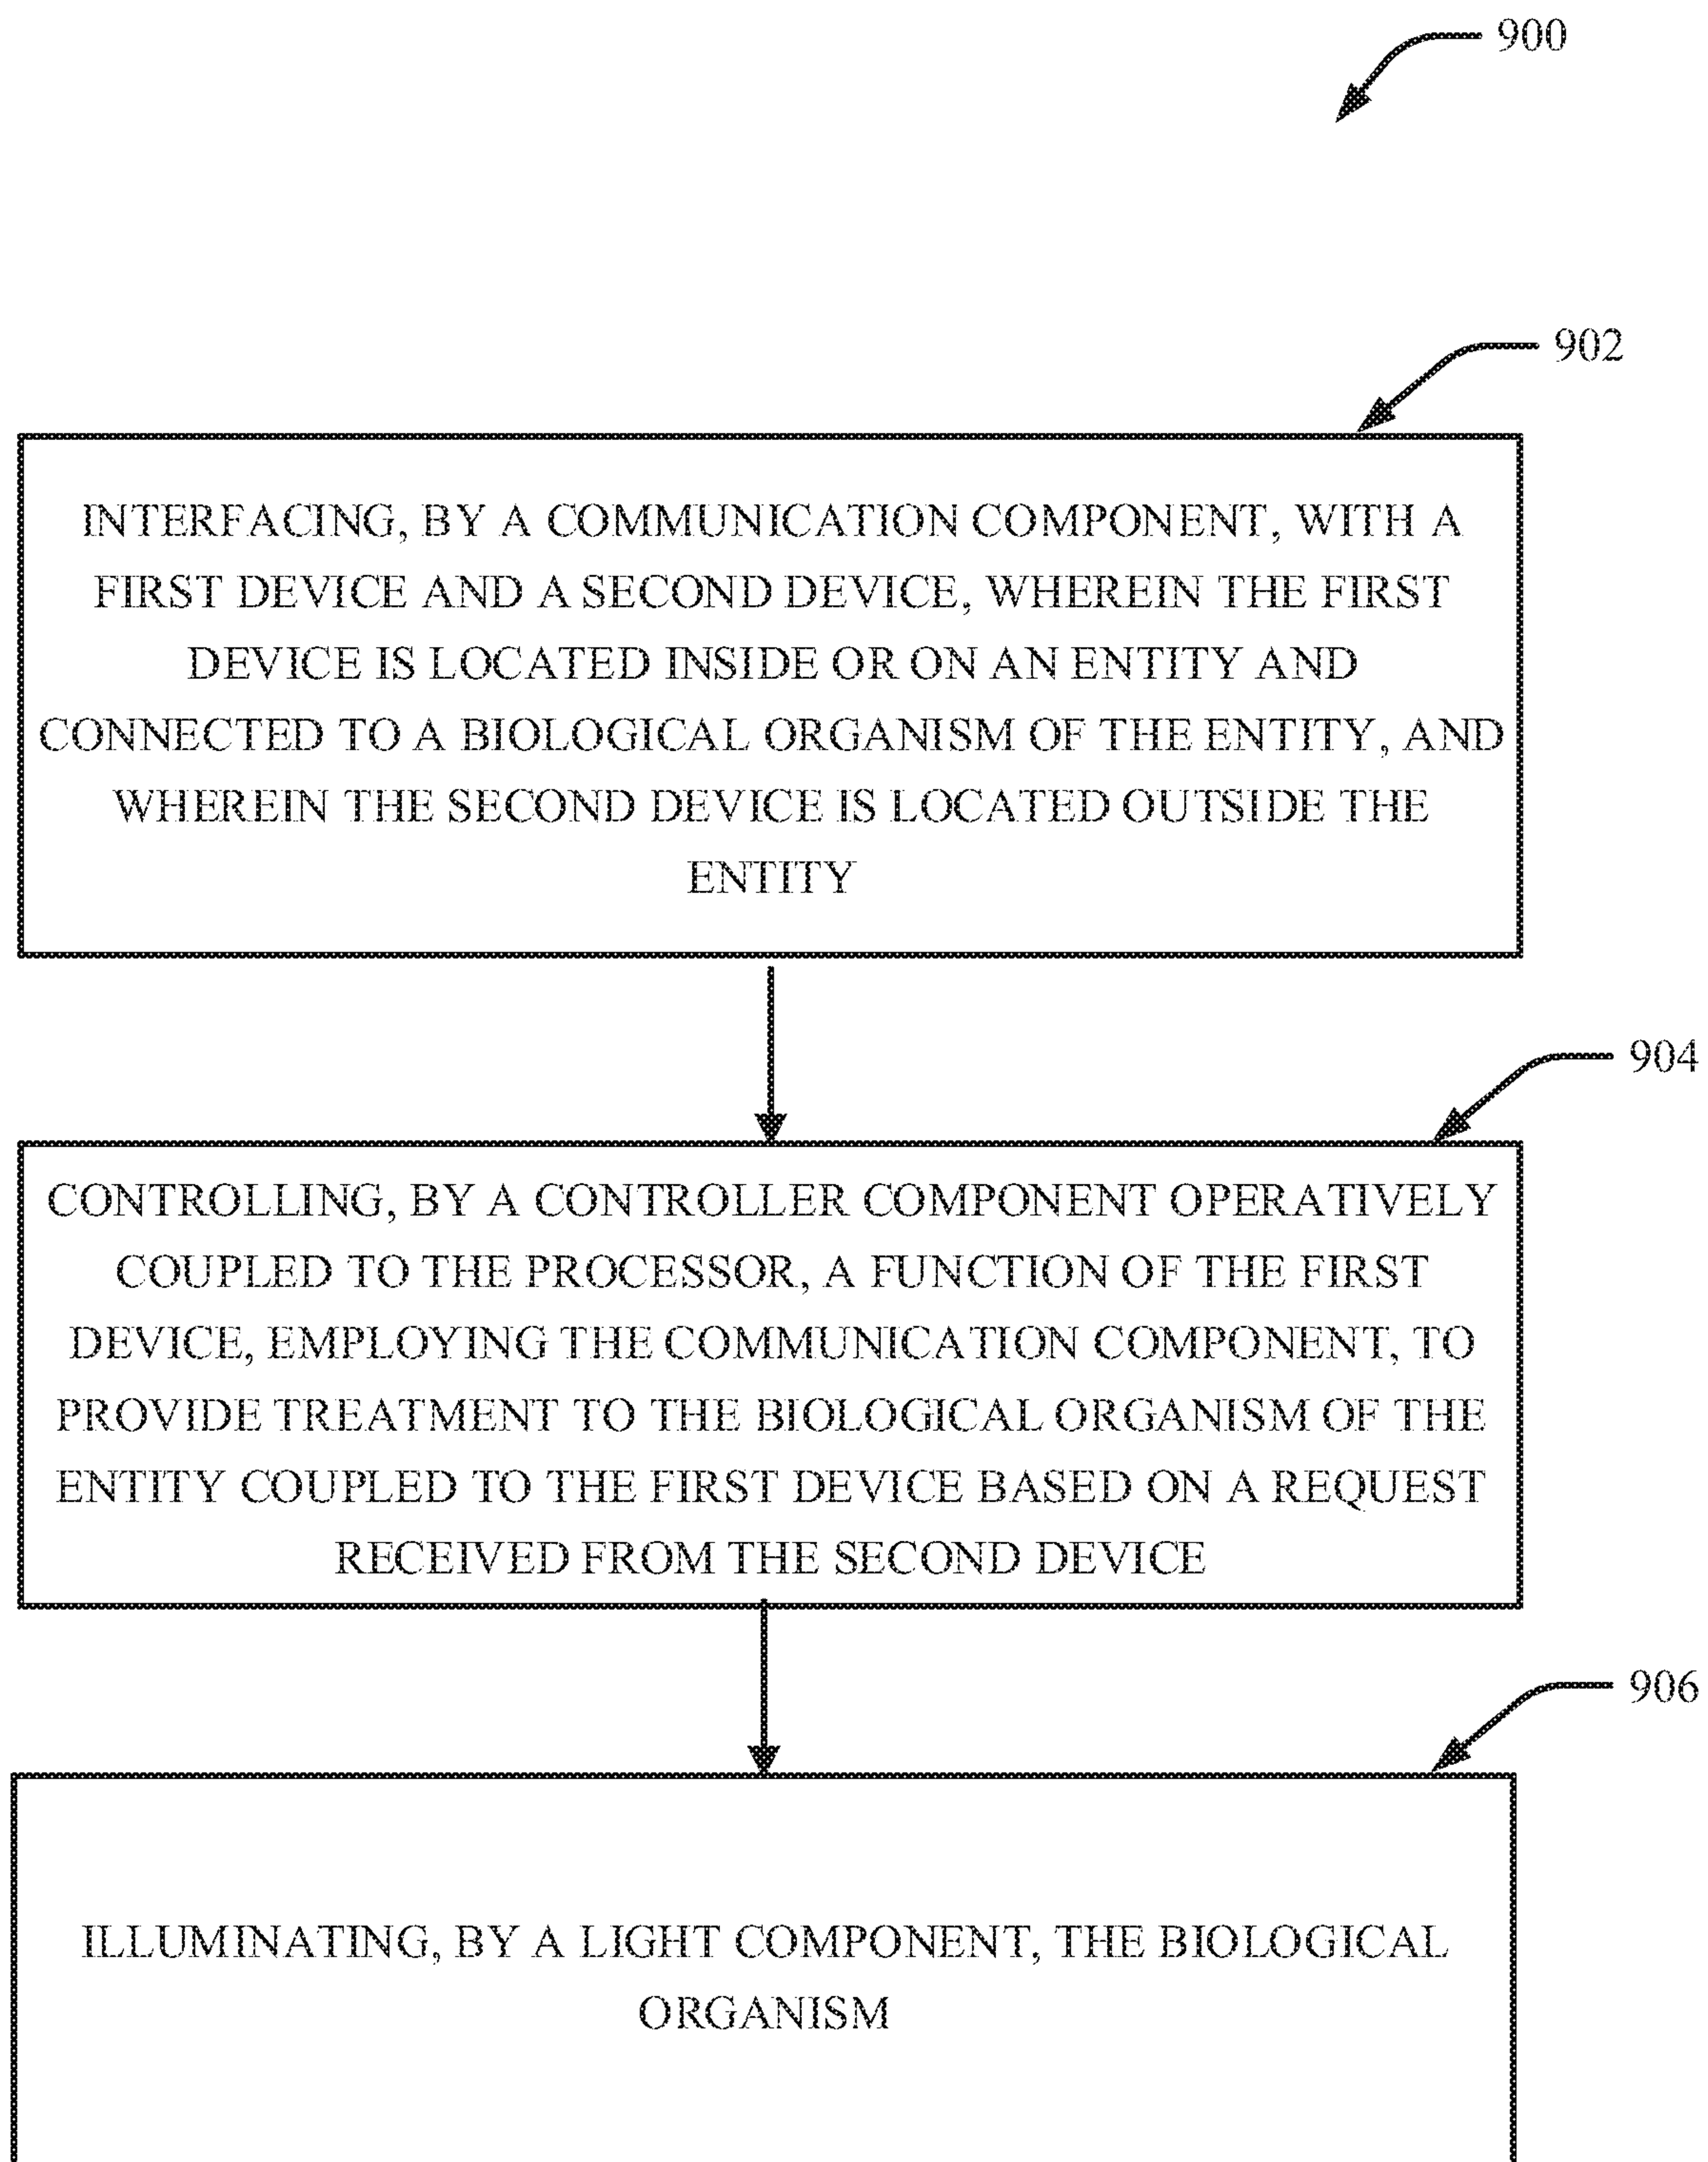 900
902
INTERFACING, BY A COMMUNICATION COMPONENT, WITH A
FIRST DEVICE AND A SECOND DEVICE, WHEREIN THE FIRST
DEVICE IS LOCATED INSIDE OR ON AN ENTITY AND
CONNECTED TO A BIOLOGICAL ORGANISM OF THE ENTITY, AND
WHEREIN THE SECOND DEVICE IS LOCATED OUTSIDE THE
ENTITY
904
CONTROLLING, BY A CONTROLLER COMPONENT OPERATIVELY
COUPLED TO THE PROCESSOR, A FUNCTION OF THE FIRST
DEVICE, EMPLOYING THE COMMUNICATION COMPONENT, TO
PROVIDE TREATMENT TO THE BIOLOGICAL ORGANISM OF THE
ENTITY COUPLED TO THE FIRST DEVICE BASED ON A REQUEST
RECEIVED FROM THE SECOND DEVICE
906
ILLUMINATING, BY A LIGHT COMPONENT, THE BIOLOGICAL
ORGANISM